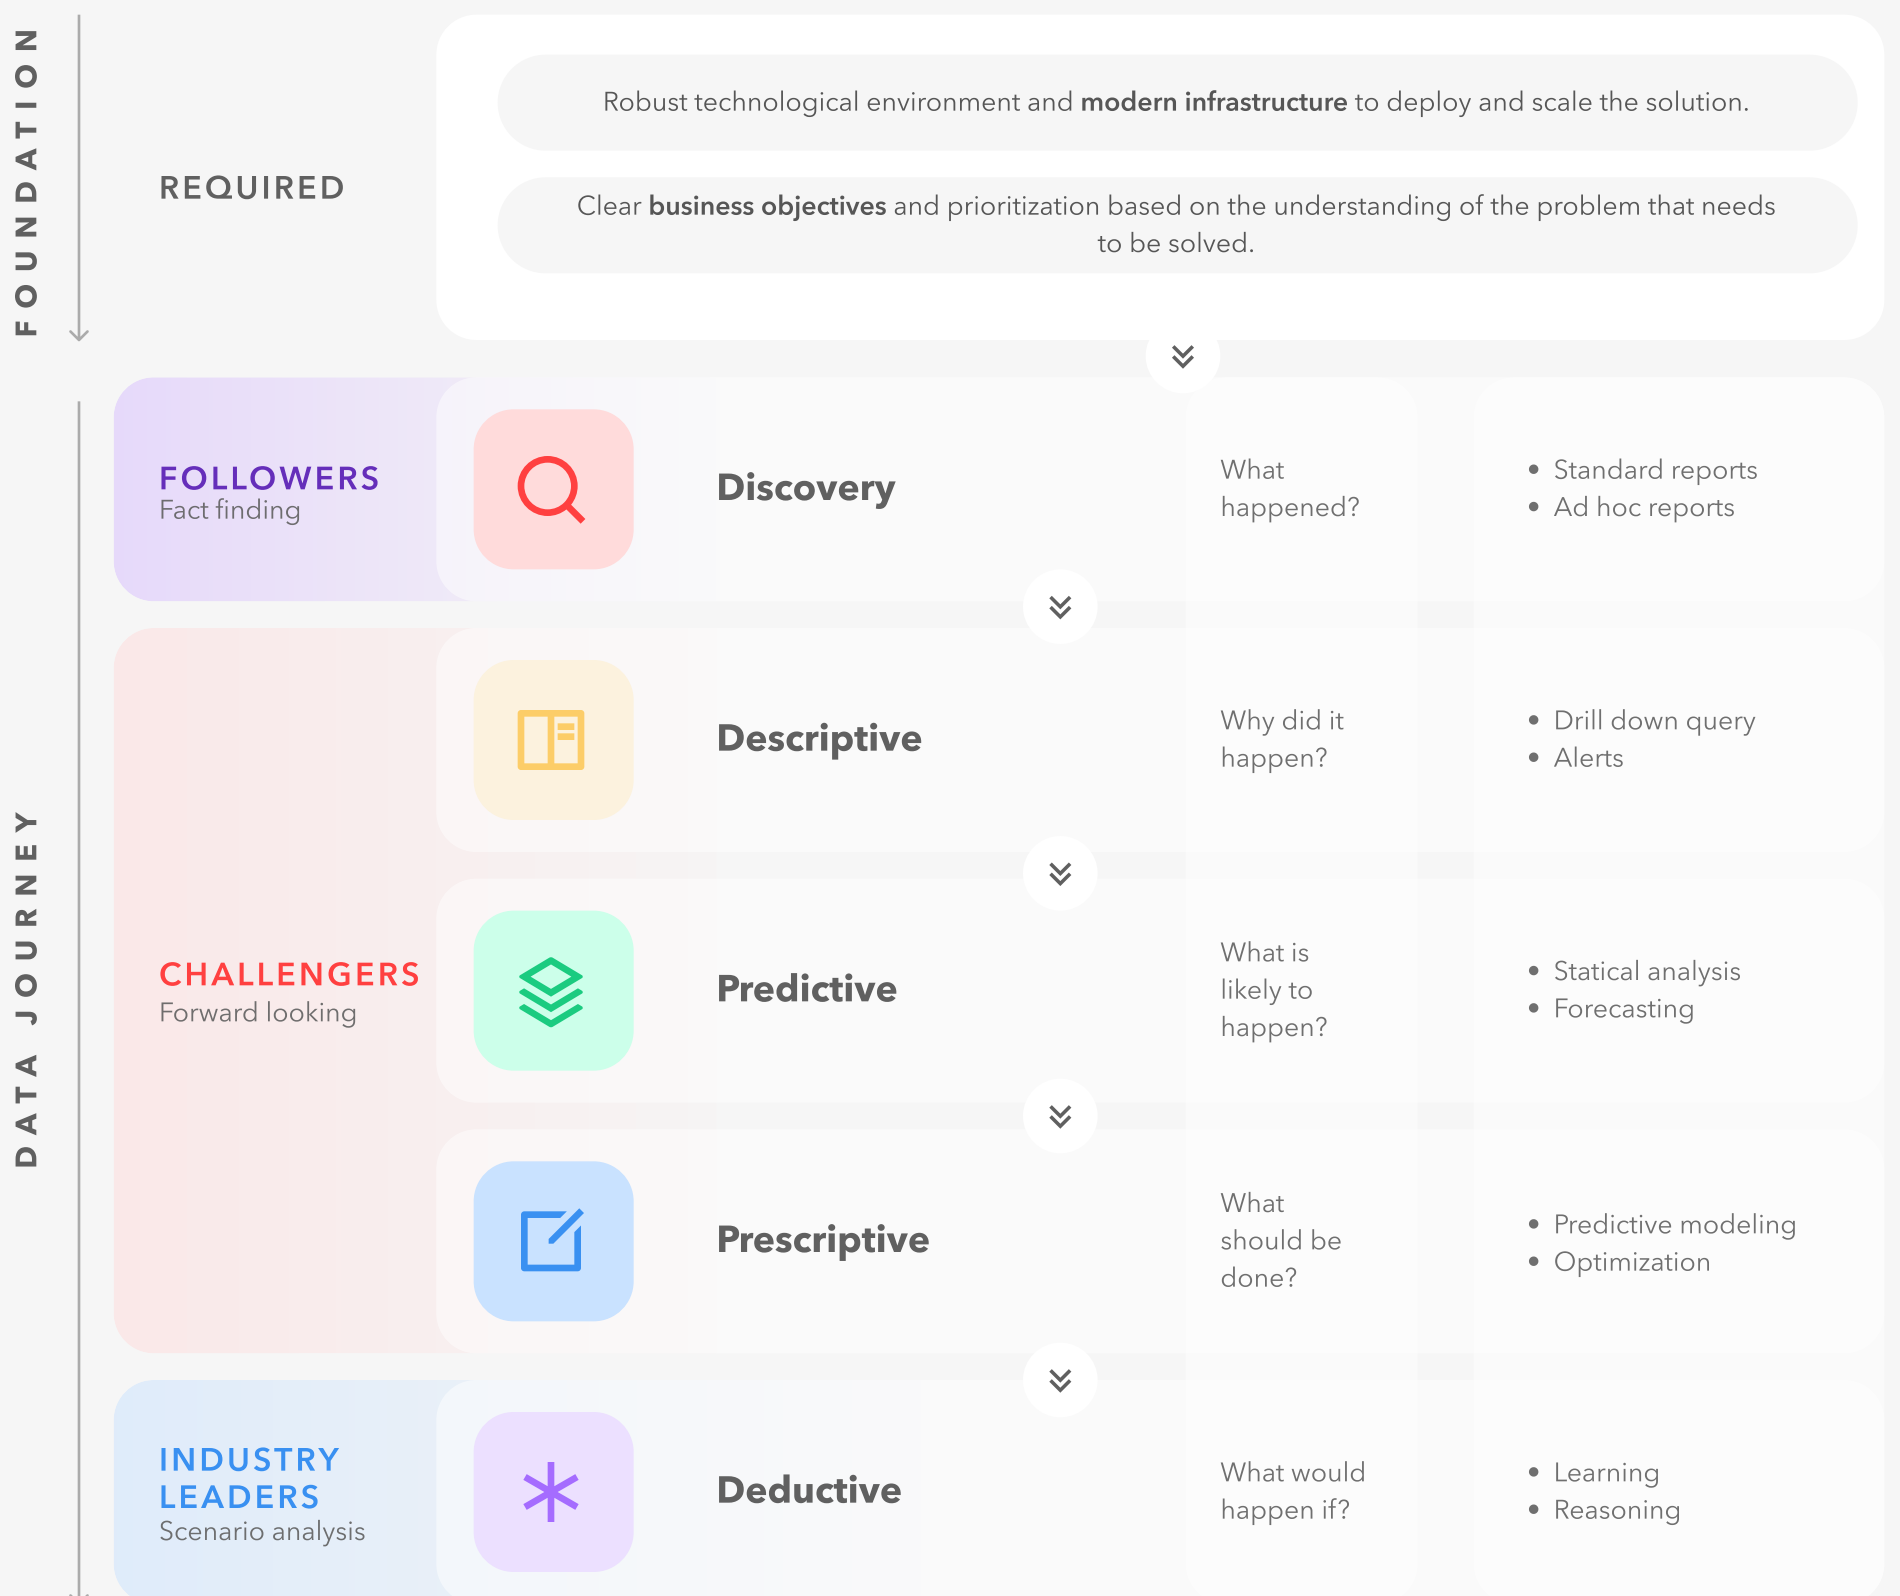 FOUNDATION
REQUIRED
Robust technological environment and modern infrastructure to deploy and scale the solution.
Clear business objectives and prioritization based on the understanding of the problem that needs
to be solved.
DATA JOURNEY
FOLLOWERS
Fact finding
Discovery
What
happened?
• Standard reports
• Ad hoc reports
CHALLENGERS
Forward looking
Descriptive
Why did it
happen?
• Drill down query
• Alerts
Predictive
What is
likely to
happen?
• Statical analysis
• Forecasting
Prescriptive
What
should be
done?
• Predictive modeling
• Optimization
INDUSTRY
LEADERS
Scenario analysis
Deductive
What would
happen if?
• Learning
• Reasoning